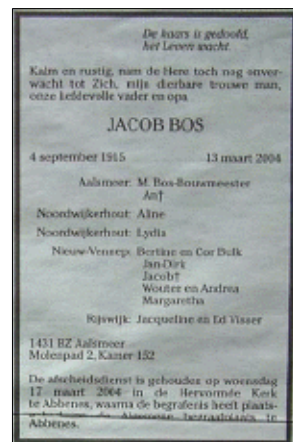 De kaars is gedoofd,
het Leven wacht.
Kalm en rustig, nam de Here toch nog onver-
wacht tot Zich, mijn dierbare trouwe man,
onze liefdevolle vader en opa
JACOB BOS
4 september 1915 13 maart 2004
Aalsmeer: M. Bos-Bouwmeester
An†
Noordwijkerhout: Aline
Noordwijkerhout: Lydia
Nieuw-Vennep: Bertine en Cor Bulk
Jan-Dirk
Jacob†
Wouter en Andrea
Margaretha
Rijswijk: Jacqueline en Ed Visser
1431 BZ Aalsmeer
Molenpad 2, Kamer 152
De afscheidsdienst is gehouden op woensdag
17 maart 2004 in de Hervormde Kerk
te Abbenes, waarna de begrafenis heeft plaats-
Algemene begraafplaats te
Abbenes.